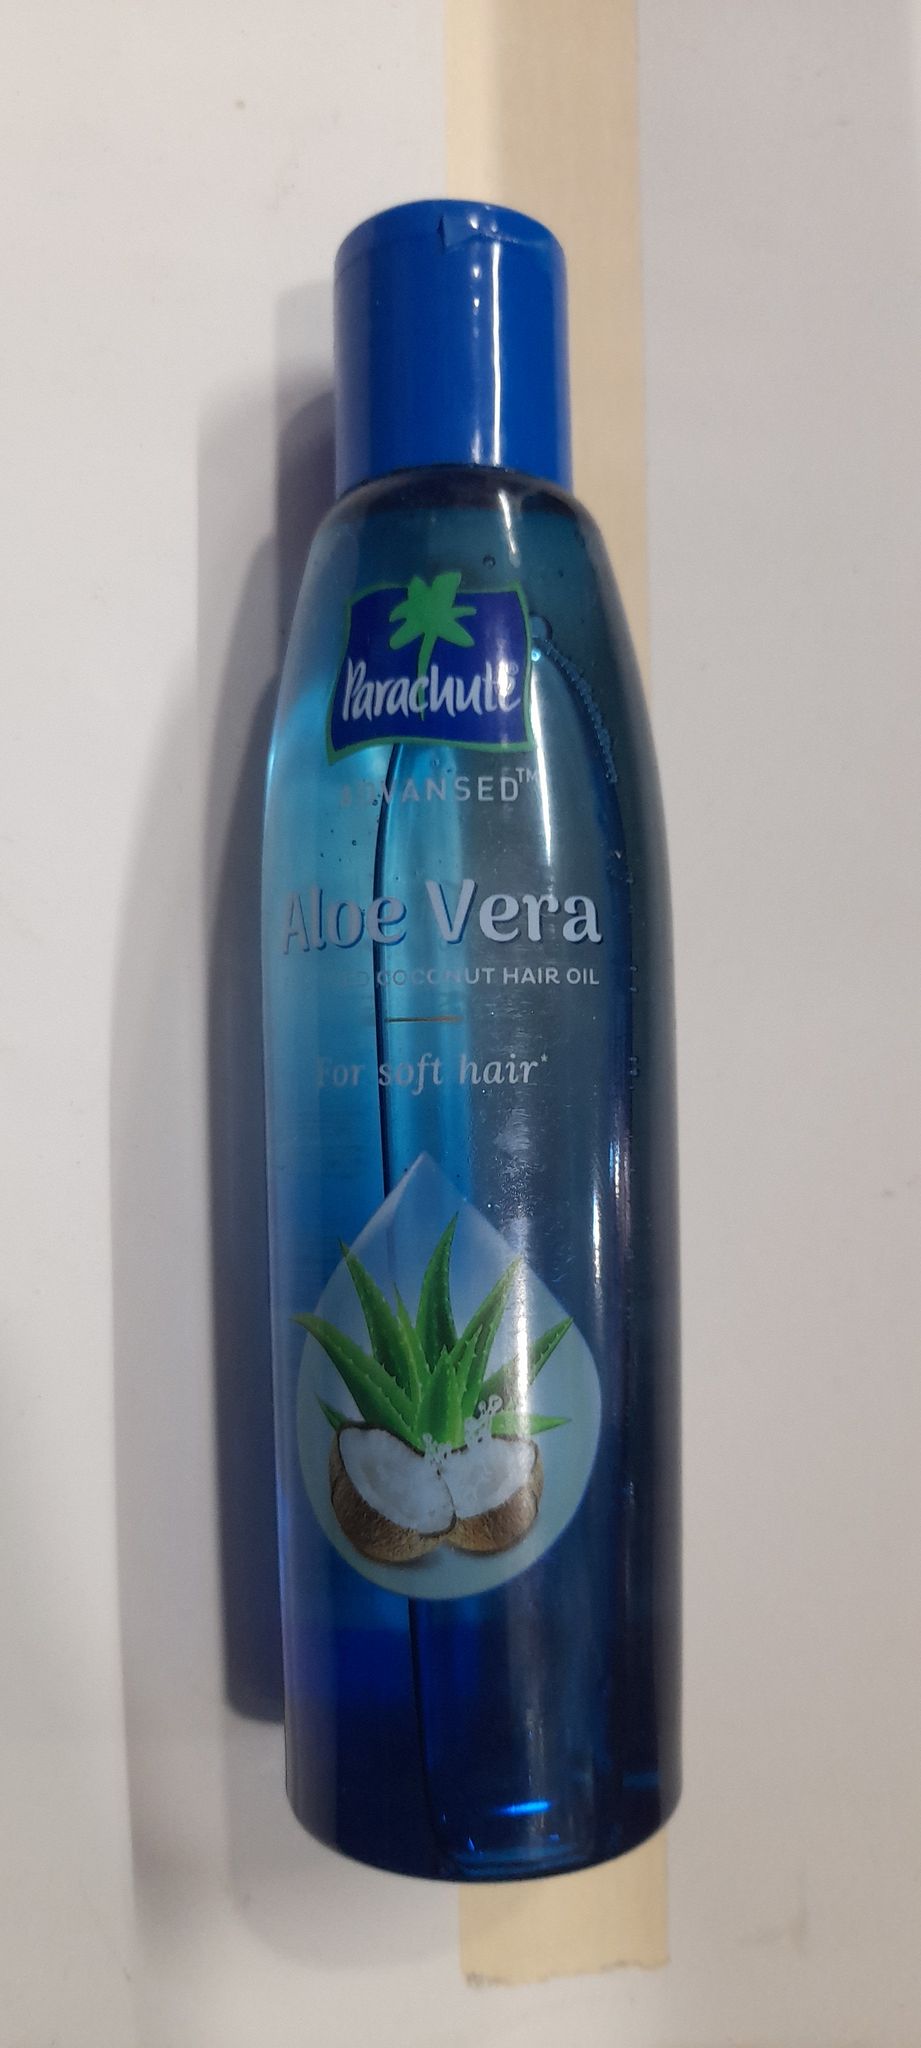 Parachute®
ADVANSED™
Aloe Vera
COCONUT HAIR OIL
For soft hair*